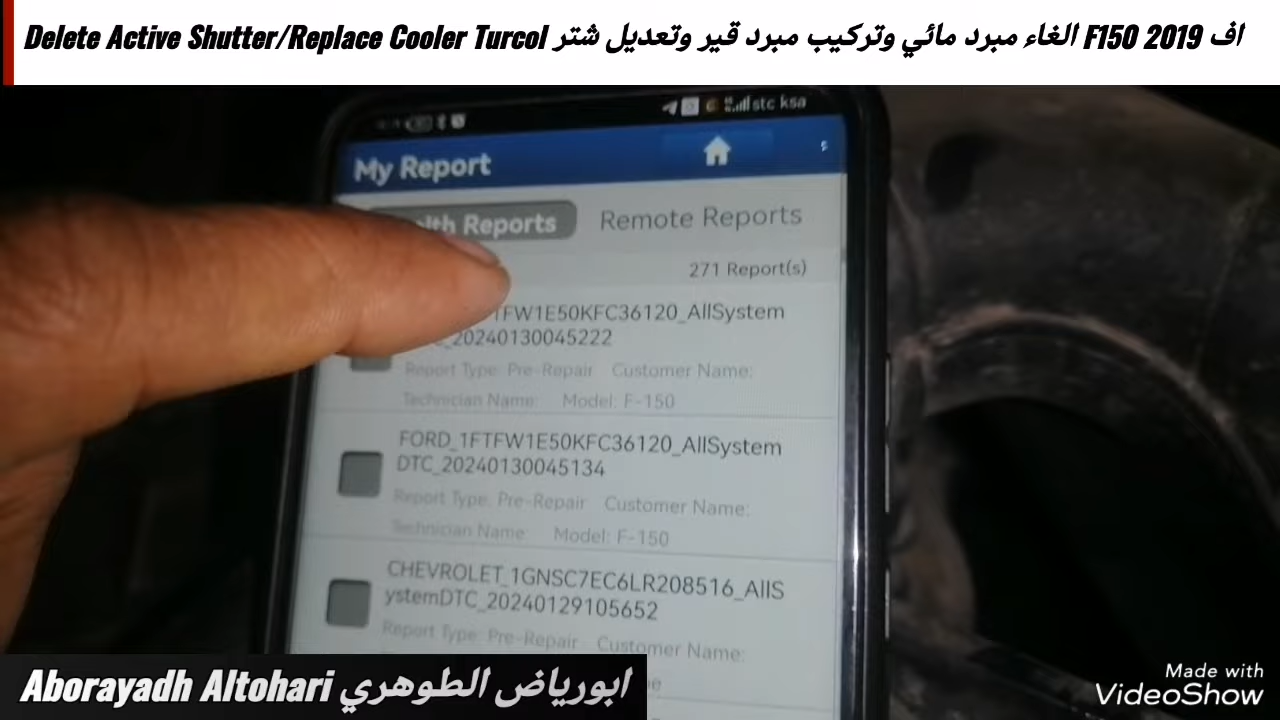 اف F150 2019 الغاء مبرد مائي وتركيب مبرد قير وتعديل شتر Delete Active Shutter/Replace Cooler Turcol
stc ksa
My Report
lth Reports
Remote Reports
271 Report(s)
TFW1E50KFC36120_AllSystem
_20240130045222
Report Type: Pre-Repair Customer Name:
Technician Name: Model: F-150
FORD_1FTFW1E50KFC36120_AllSystem
DTC_20240130045134
Report Type: Pre-Repair Customer Name:
Technician Name Model: F-150
CHEVROLET_1GNSC7EC6LR208516_AllS
ystemDTC_20240129105652
Report Type: Pre-Repair Customer Name:
Aborayadh Altohari ابورياض الطوهري
Made with
VideoShow